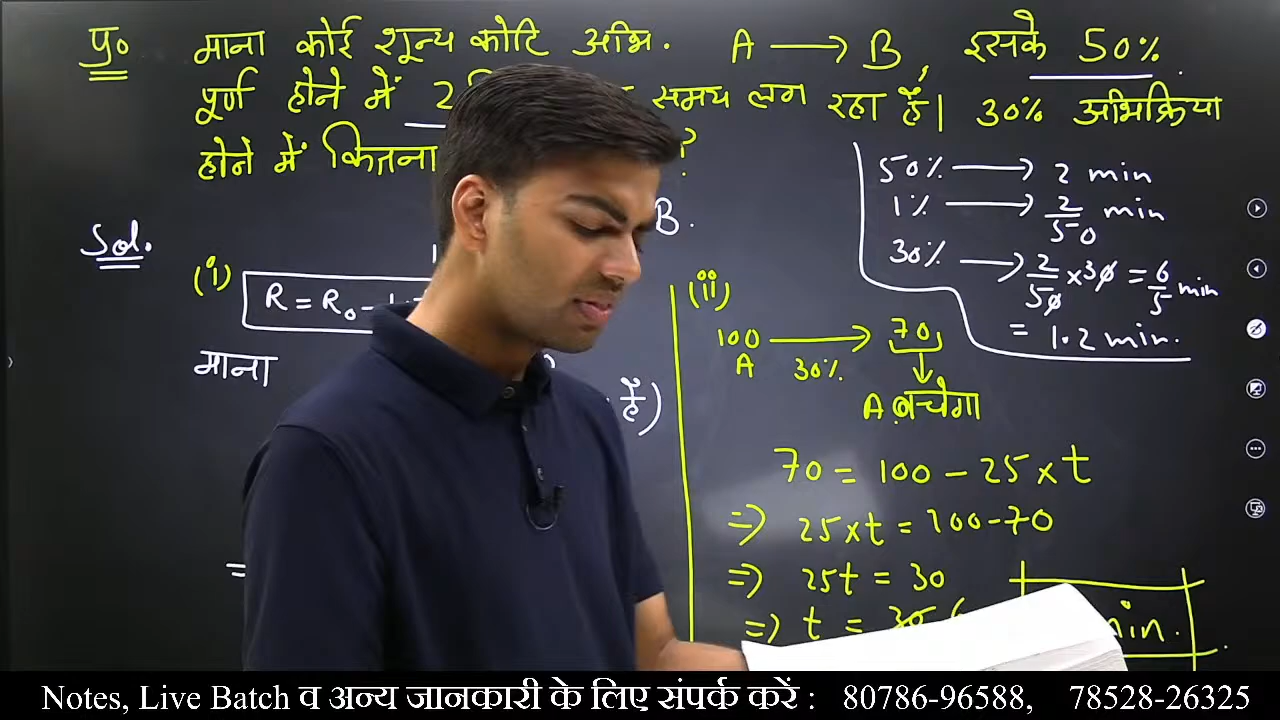 प्र० माना कोई शून्य कोटि अभि. A → B, इसके 50%
पूर्ण होने में 2 समय लग रहा है। 30% अभिक्रिया
होने में कितना ?
50% → 2 min
1% → 2/50 min
30% → 2/50 × 30 = 6/5 min
= 1.2 min.
Sol.
B.
(i) R = R₀ -
माना
है)
=
(ii)
100 A → 30% 70
A बचेगा
70 = 100 - 25 × t
⇒ 25 × t = 100 - 70
⇒ 25t = 30
⇒ t = 30 min.
Notes, Live Batch व अन्य जानकारी के लिए संपर्क करें : 80786-96588, 78528-26325